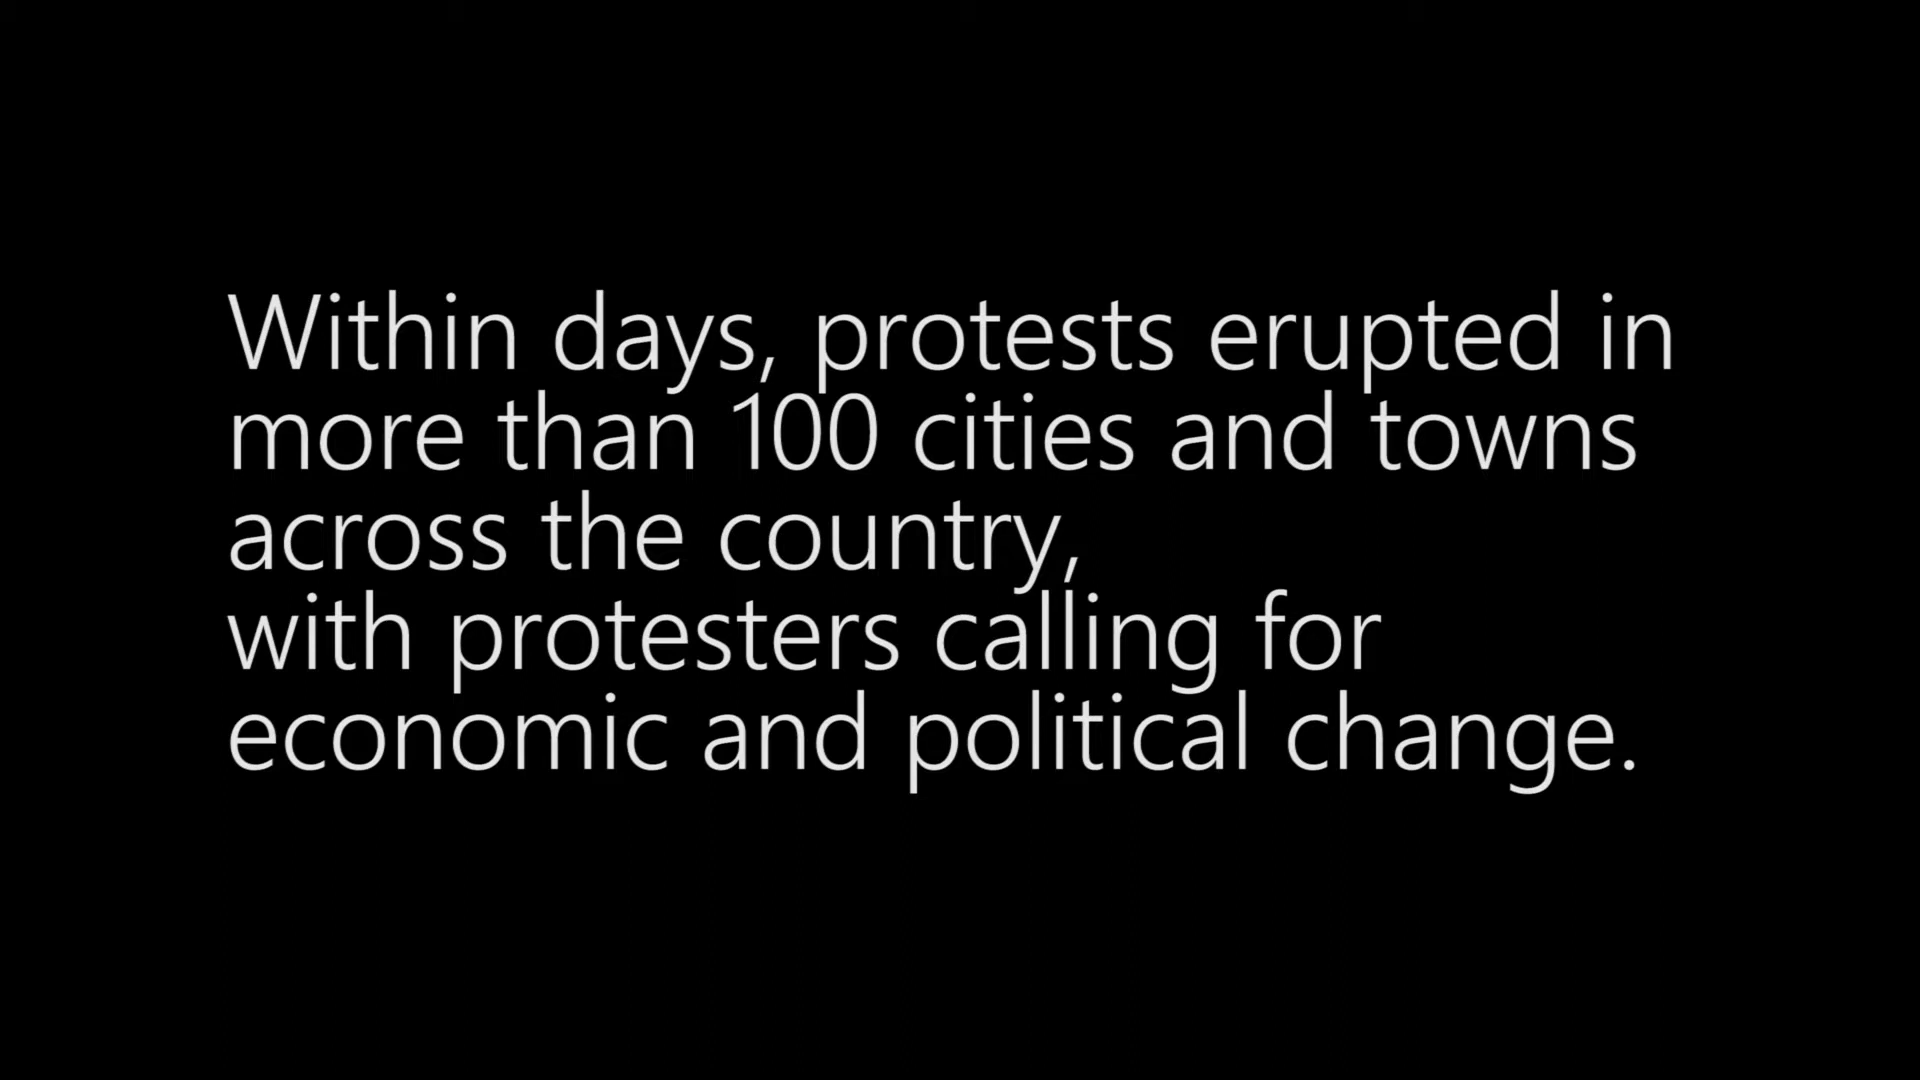 Within days, protests erupted in
more than 100 cities and towns
across the country,
with protesters calling for
economic and political change.